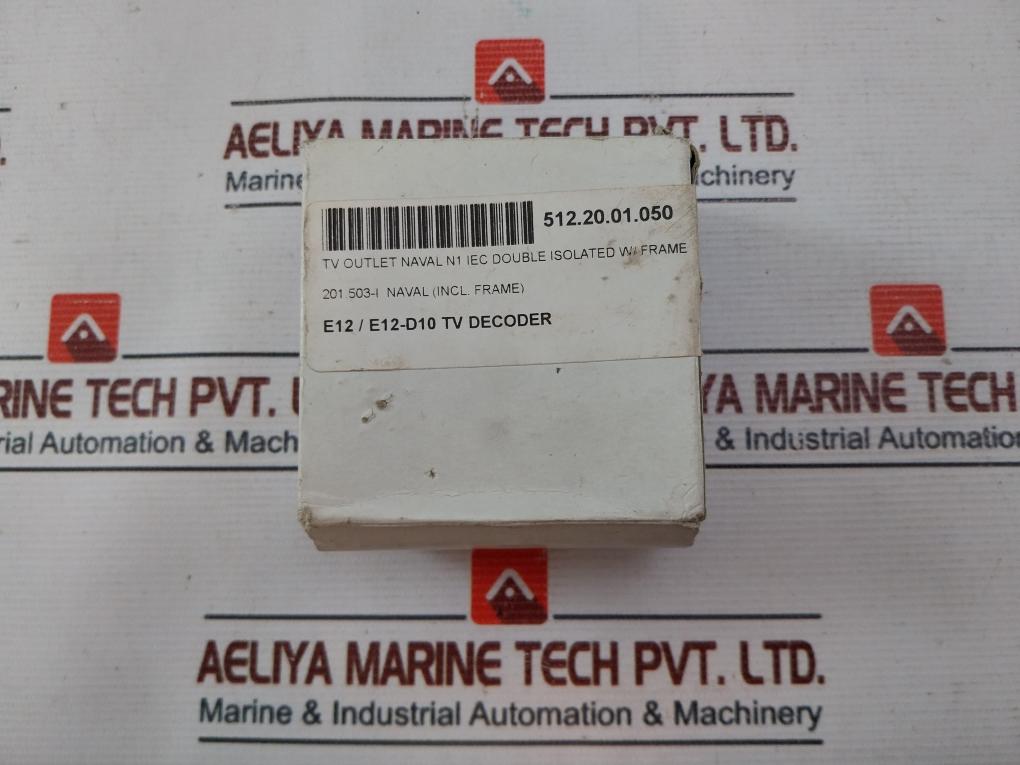 AELIYA MARINE TECH PVT. LTD.
Marine chinery
512.20.01.050
TV OUTLET NAVAL N1 IEC DOUBLE ISOLATED W/ FRAME
201.503-I NAVAL (INCL. FRAME)
E12 / E12-D10 TV DECODER
RINE TECH PVT. L
rial Automation & Mach
YA MARINE TECH
& Industrial Automation
AELIYA MARINE TECH PVT. LTD.
Marine & Industrial Automation & Machinery